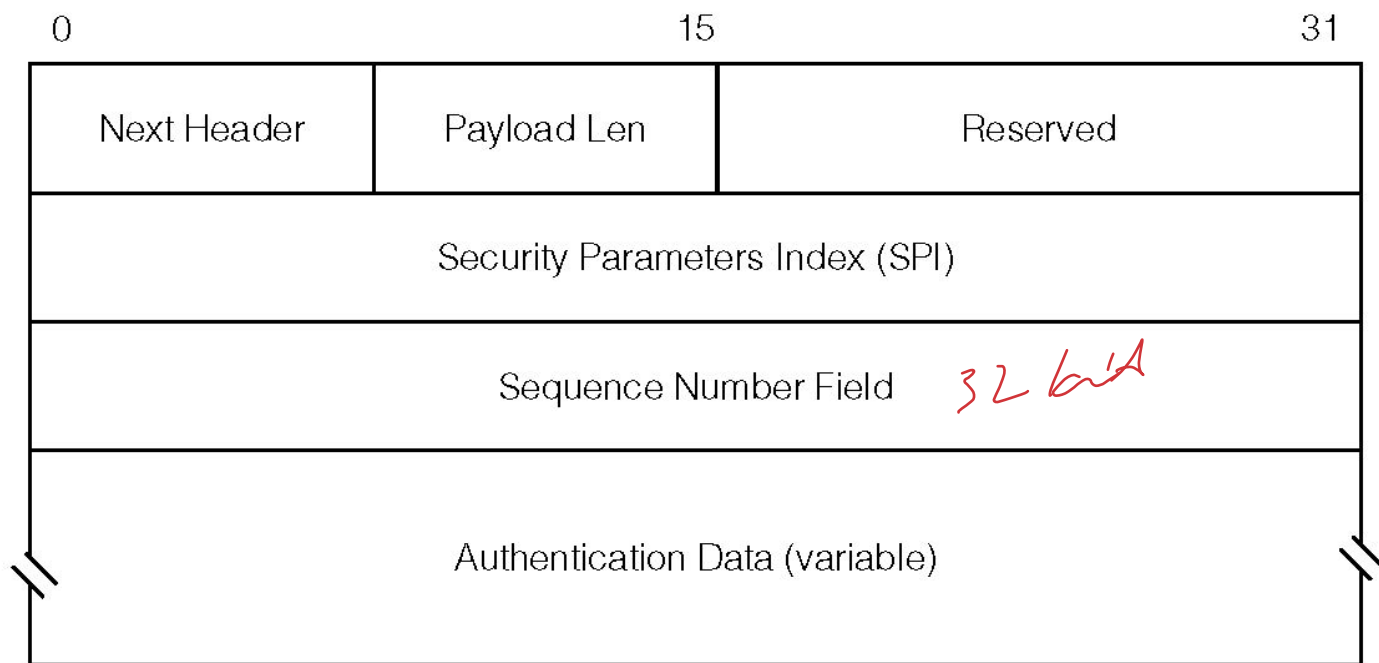 0 15 31
Next Header Payload Len Reserved
Security Parameters Index (SPI)
Sequence Number Field 32
Authentication Data (variable)